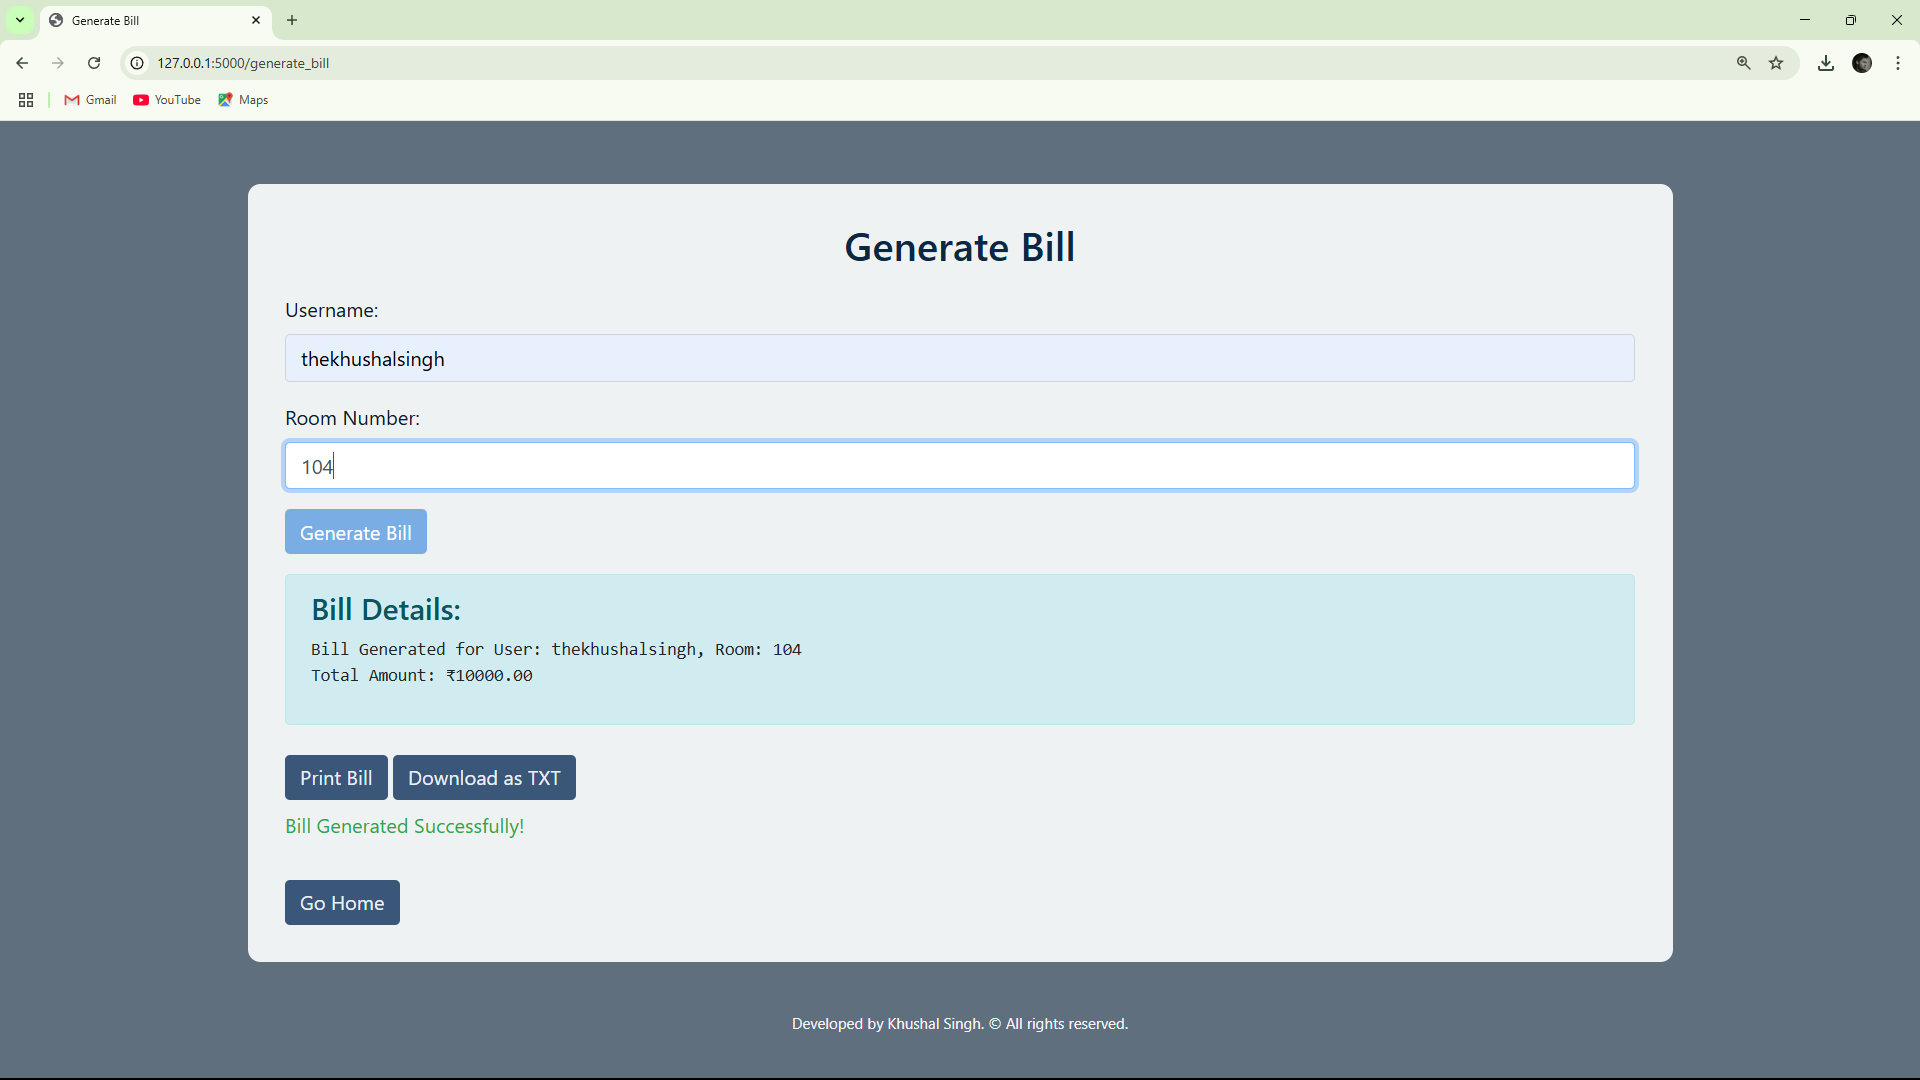 Generate Bill
127.0.0.1:5000/generate_bill
Gmail YouTube Maps
Generate Bill
Username:
thekhushalsingh
Room Number:
104
Generate Bill
Bill Details:
Bill Generated for User: thekhushalsingh, Room: 104
Total Amount: ₹10000.00
Print Bill Download as TXT
Bill Generated Successfully!
Go Home
Developed by Khushal Singh. © All rights reserved.